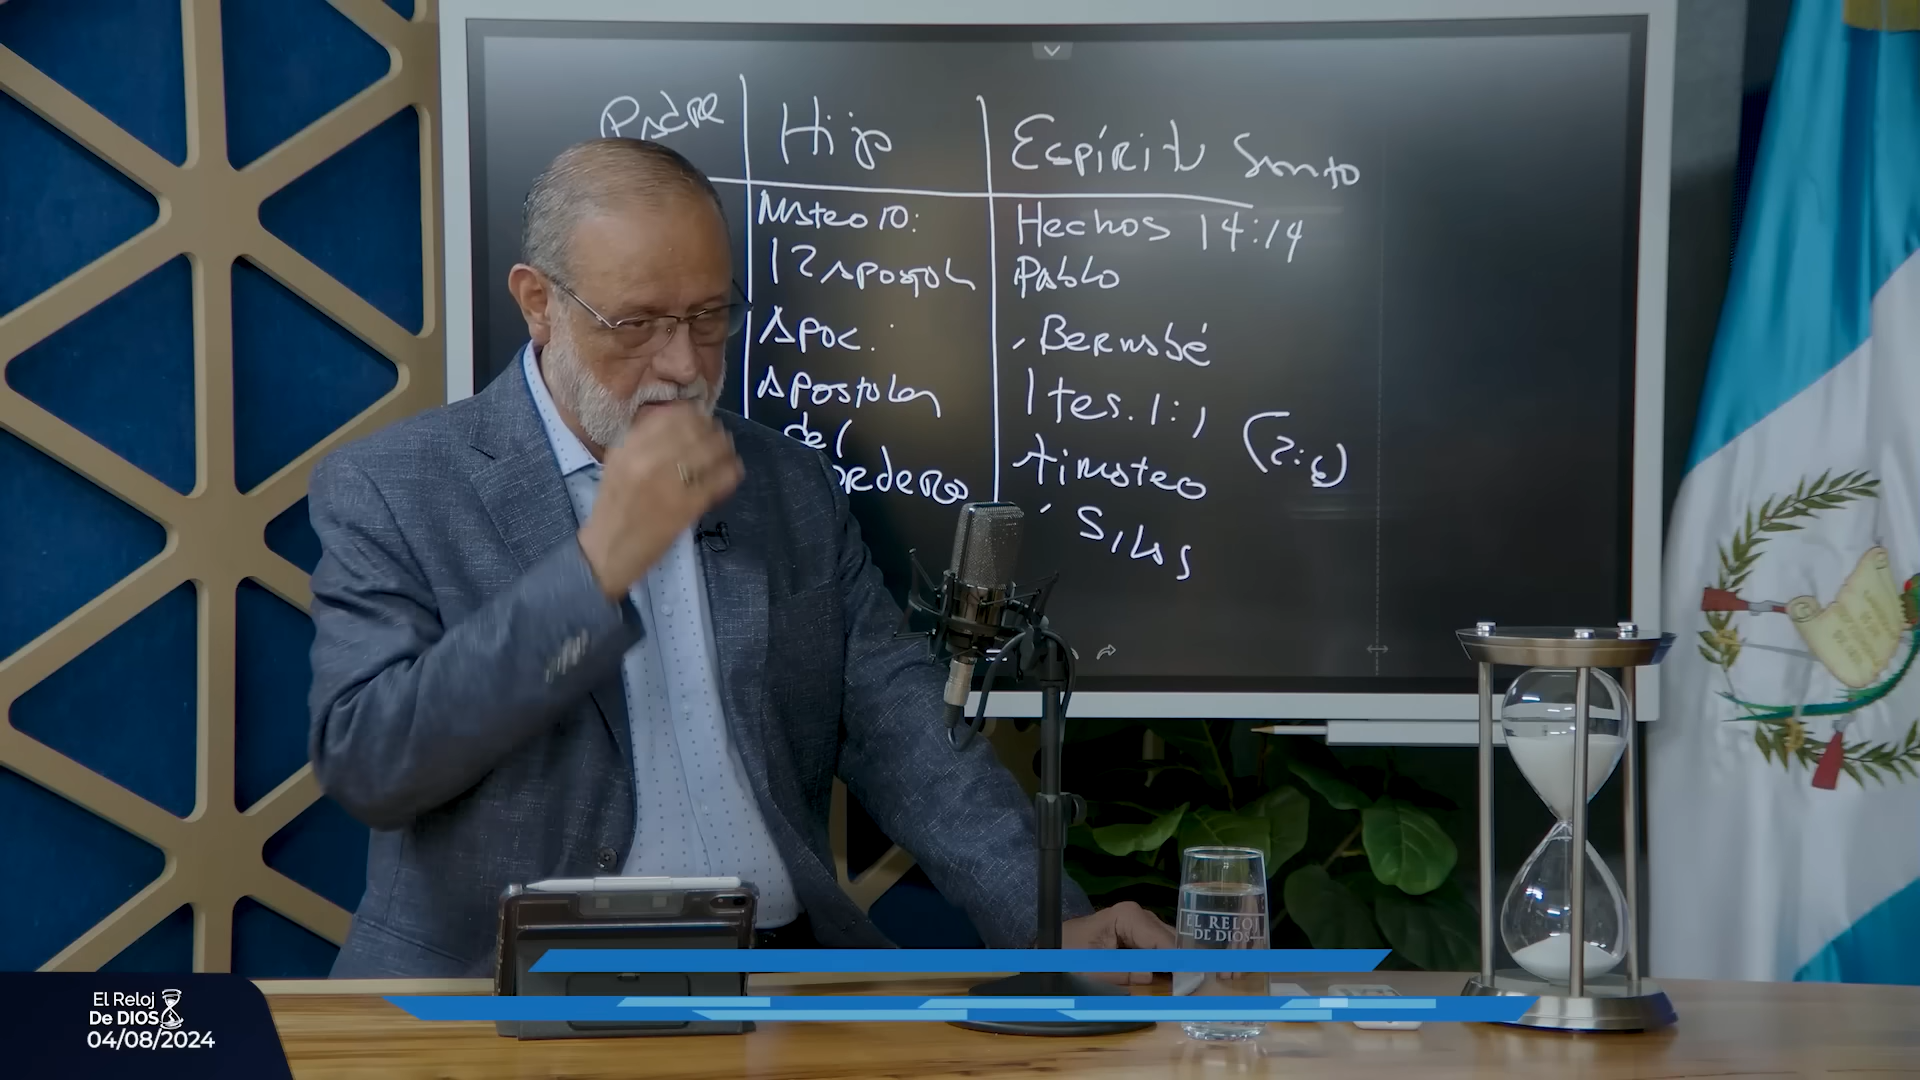 Padre
Hijo
Espíritu Santo
Mateo 10:
12 Apostol
Apoc:
Apostoles
del
ordero
Hechos 14:14
Pablo
, Bernabé
1 tes. 1:1 (2:6)
timoteo
' Silas
EL RELOJ
DE DIOS
El Reloj
De DIOS
04/08/2024